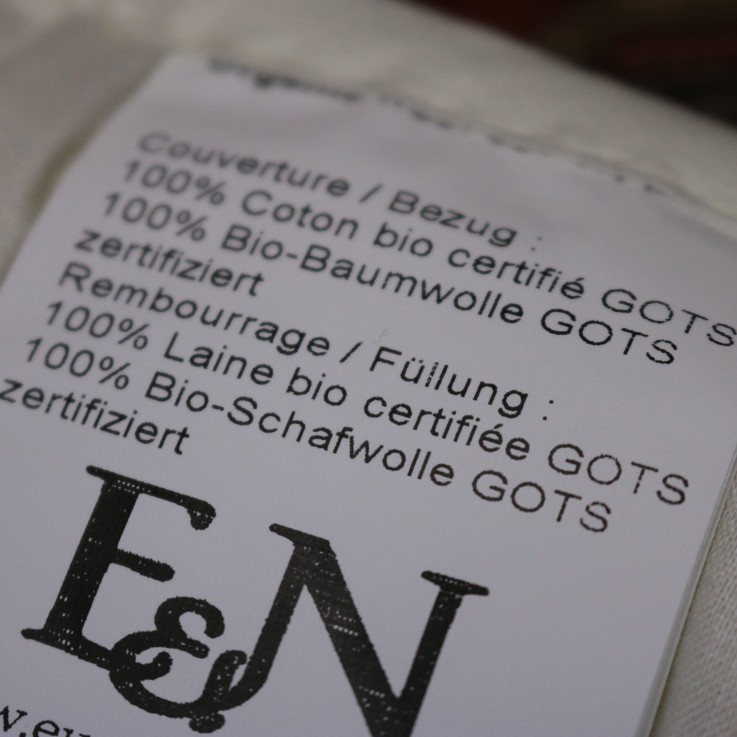 Couverture / Bezug :
100% Coton bio certifié GOTS
100% Bio-Baumwolle GOTS
zertifiziert
Rembourrage / Füllung :
100% Laine bio certifiée GOTS
100% Bio-Schafwolle GOTS
zertifiziert
E&N